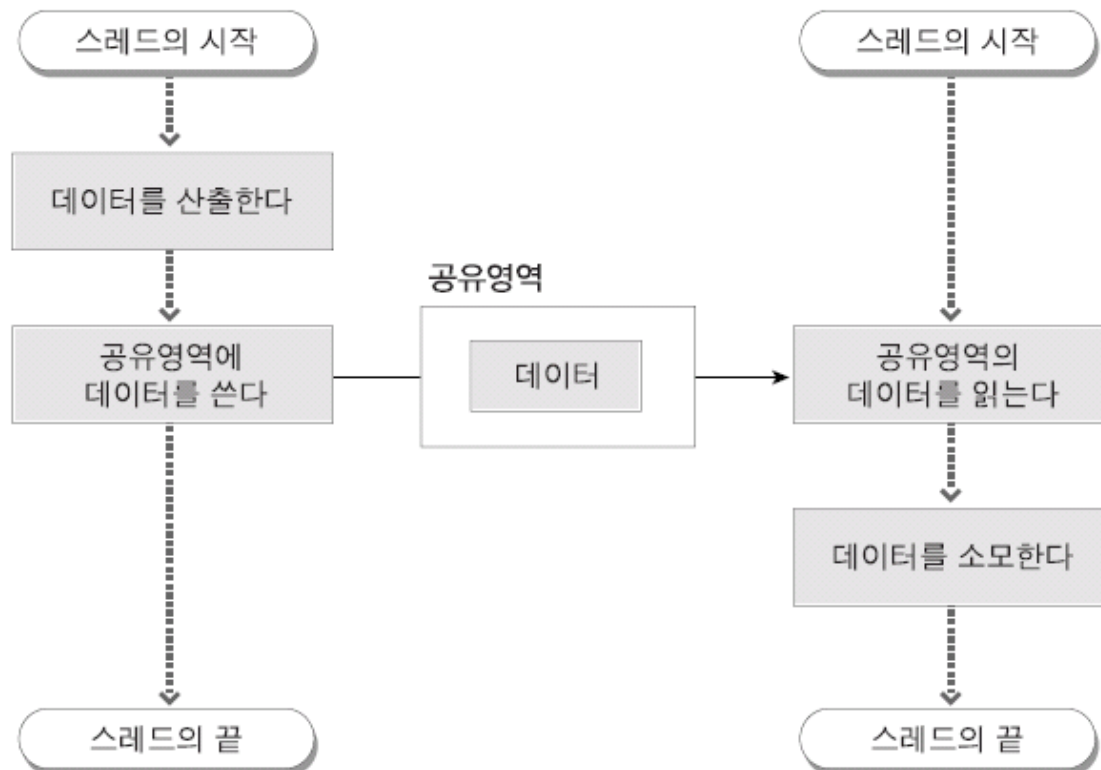 스레드의 시작
데이터를 산출한다
공유영역에
데이터를 쓴다
스레드의 끝
공유영역
데이터
스레드의 시작
공유영역의
데이터를 읽는다
데이터를 소모한다
스레드의 끝